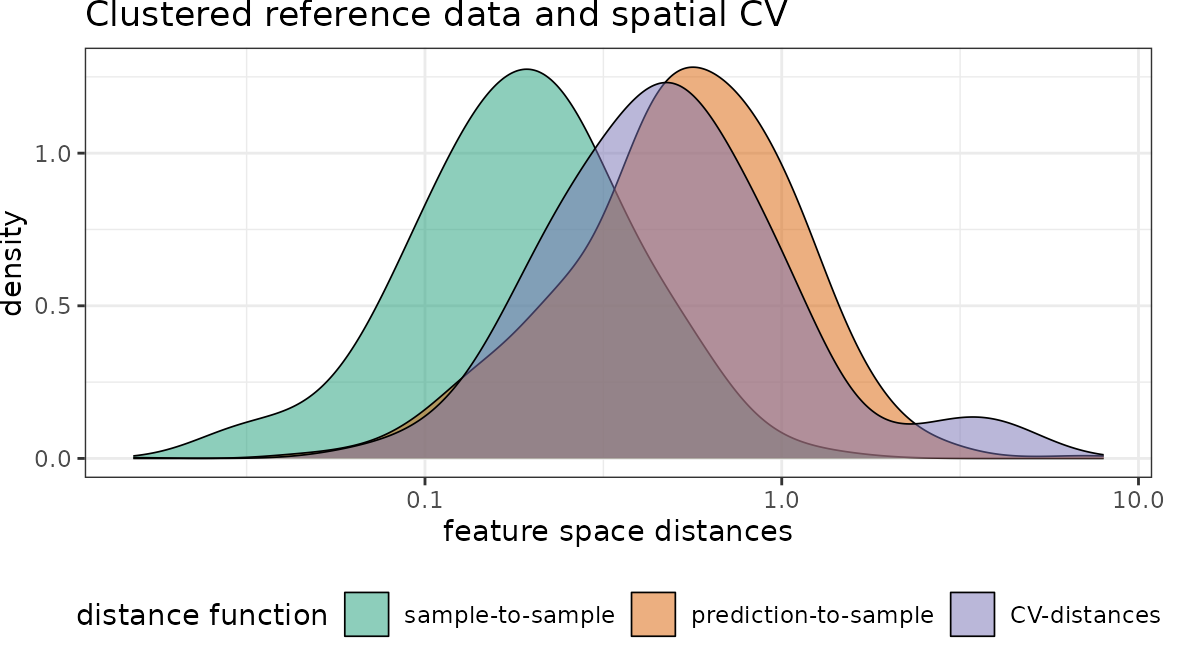 Clustered reference data and spatial CV
density
1.0
0.5
0.0
0.1
1.0
10.0
feature space distances
distance function
sample-to-sample
prediction-to-sample
CV-distances